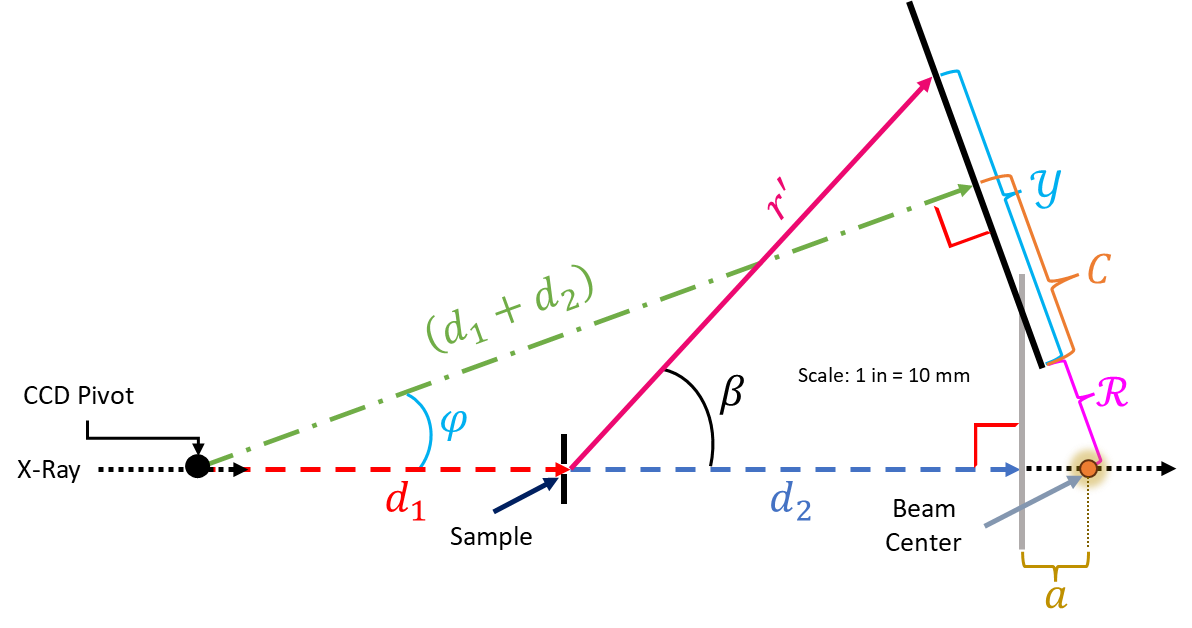 r′
𝒴
C
(d₁ + d₂)
Scale: 1 in = 10 mm
β
CCD Pivot
ℛ
φ
X-Ray
d₁
d₂
Beam
Center
Sample
a